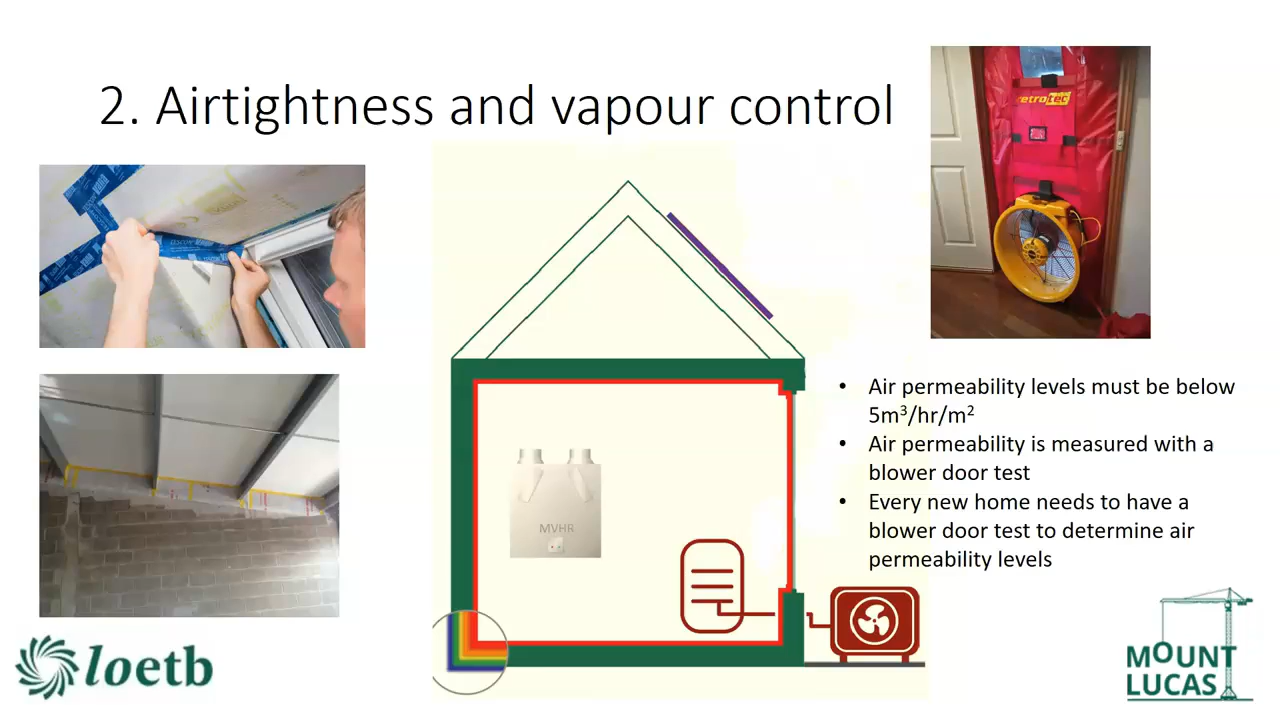 2. Airtightness and vapour control
retrotec
MVHR
• Air permeability levels must be below
5m³/hr/m²
• Air permeability is measured with a
blower door test
• Every new home needs to have a
blower door test to determine air
permeability levels
loetb
MOUNT
LUCAS